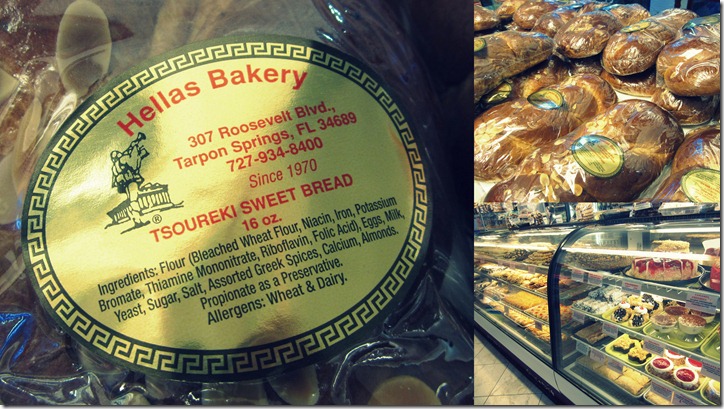 Hellas Bakery
307 Roosevelt Blvd.,
Tarpon Springs, FL 34689
727-934-8400
Since 1970
®
TSOUREKI SWEET BREAD
16 oz.
Ingredients: Flour (Bleached Wheat Flour, Niacin, Iron, Potassium
Bromate, Thiamine Mononitrate, Riboflavin, Folic Acid), Eggs, Milk,
Yeast, Sugar, Salt, Assorted Greek Spices, Calcium, Almonds.
Propionate as a Preservative.
Allergens: Wheat & Dairy.